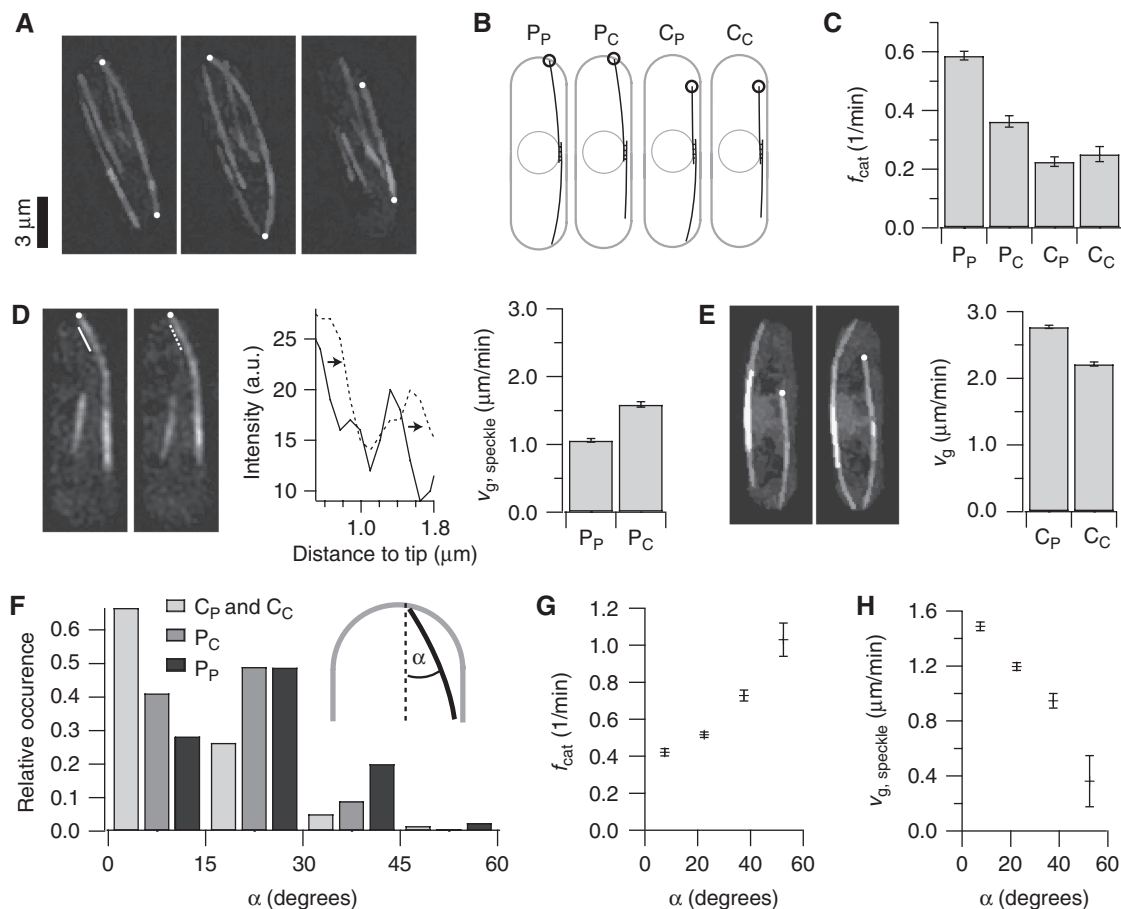 A
3 μm
B
P_P P_C C_P C_C
C
f_cat (1/min)
0.6
0.4
0.2
0.0
P_P P_C C_P C_C
D
Intensity (a.u.)
25
20
15
10
1.0 1.8
Distance to tip (μm)
v_g, speckle (μm/min)
3.0
2.0
1.0
0.0
P_P P_C
E
v_g (μm/min)
3.0
2.0
1.0
0.0
C_P C_C
F
Relative occurence
0.6
0.5
0.4
0.3
0.2
0.1
0.0
C_P and C_C
P_C
P_P
α
0 15 30 45 60
α (degrees)
G
f_cat (1/min)
1.2
1.0
0.8
0.6
0.4
0.2
0.0
0 20 40 60
α (degrees)
H
v_g, speckle (μm/min)
1.6
1.2
0.8
0.4
0.0
0 20 40 60
α (degrees)